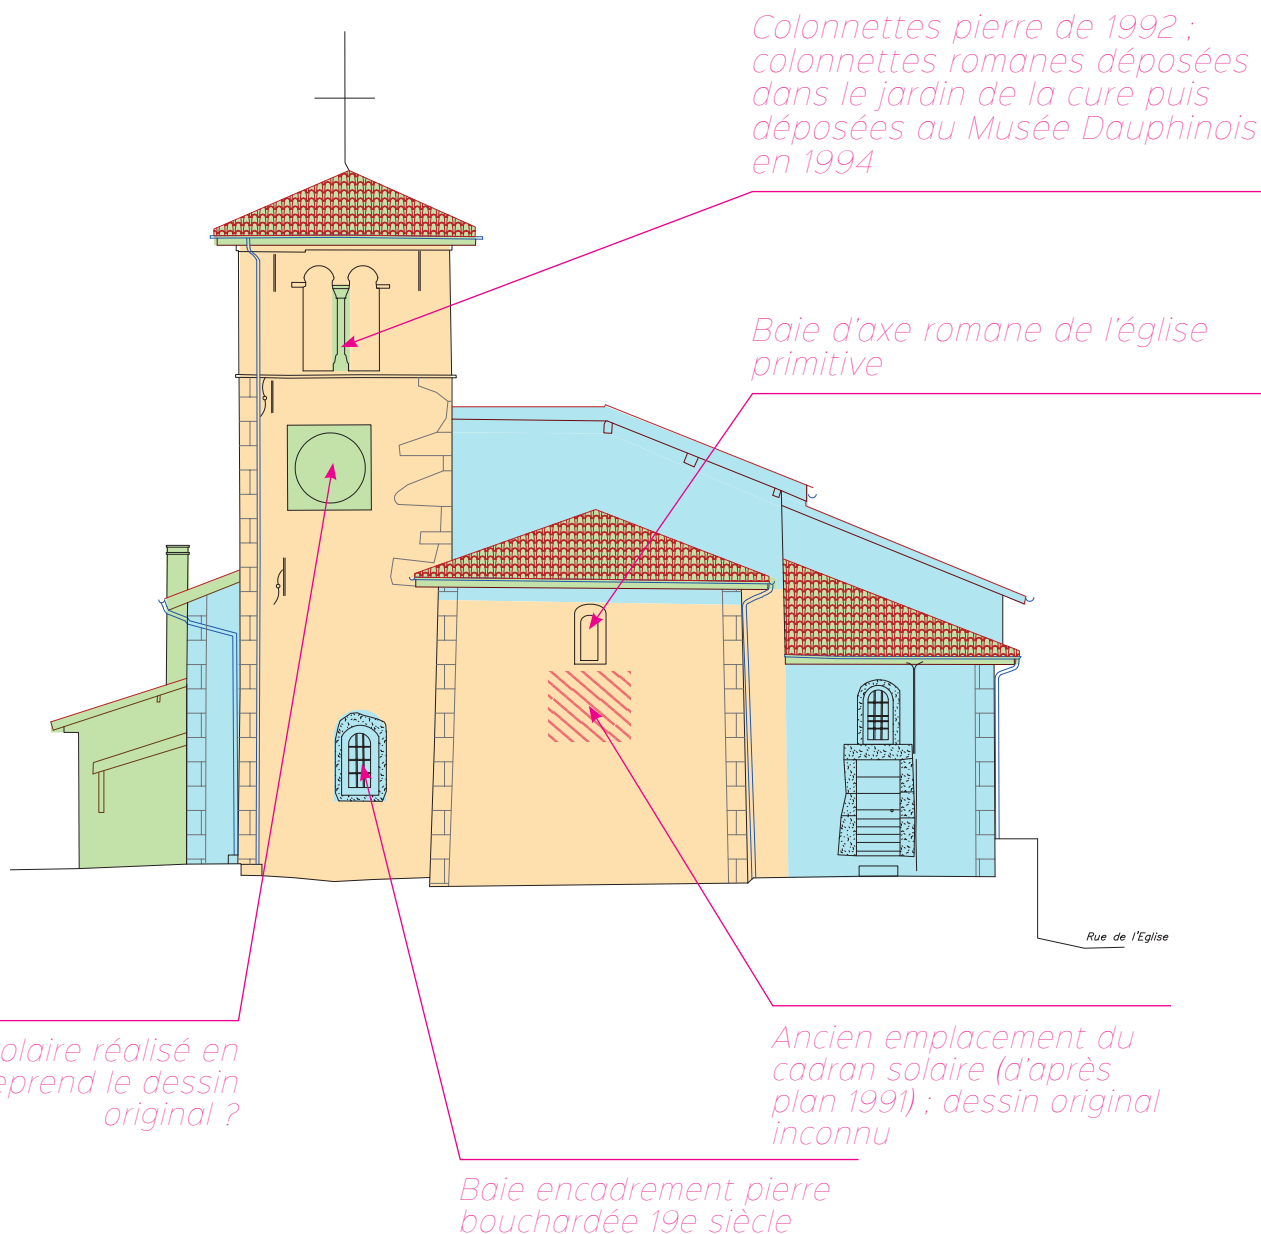 Colonnettes pierre de 1992 ;
colonnettes romanes déposées
dans le jardin de la cure puis
déposées au Musée Dauphinois
en 1994
Baie d'axe romane de l'église
primitive
Rue de l'Eglise
olaire réalisé en
eprend le dessin
original ?
Ancien emplacement du
cadran solaire (d'après
plan 1991) ; dessin original
inconnu
Baie encadrement pierre
bouchardée 19e siècle